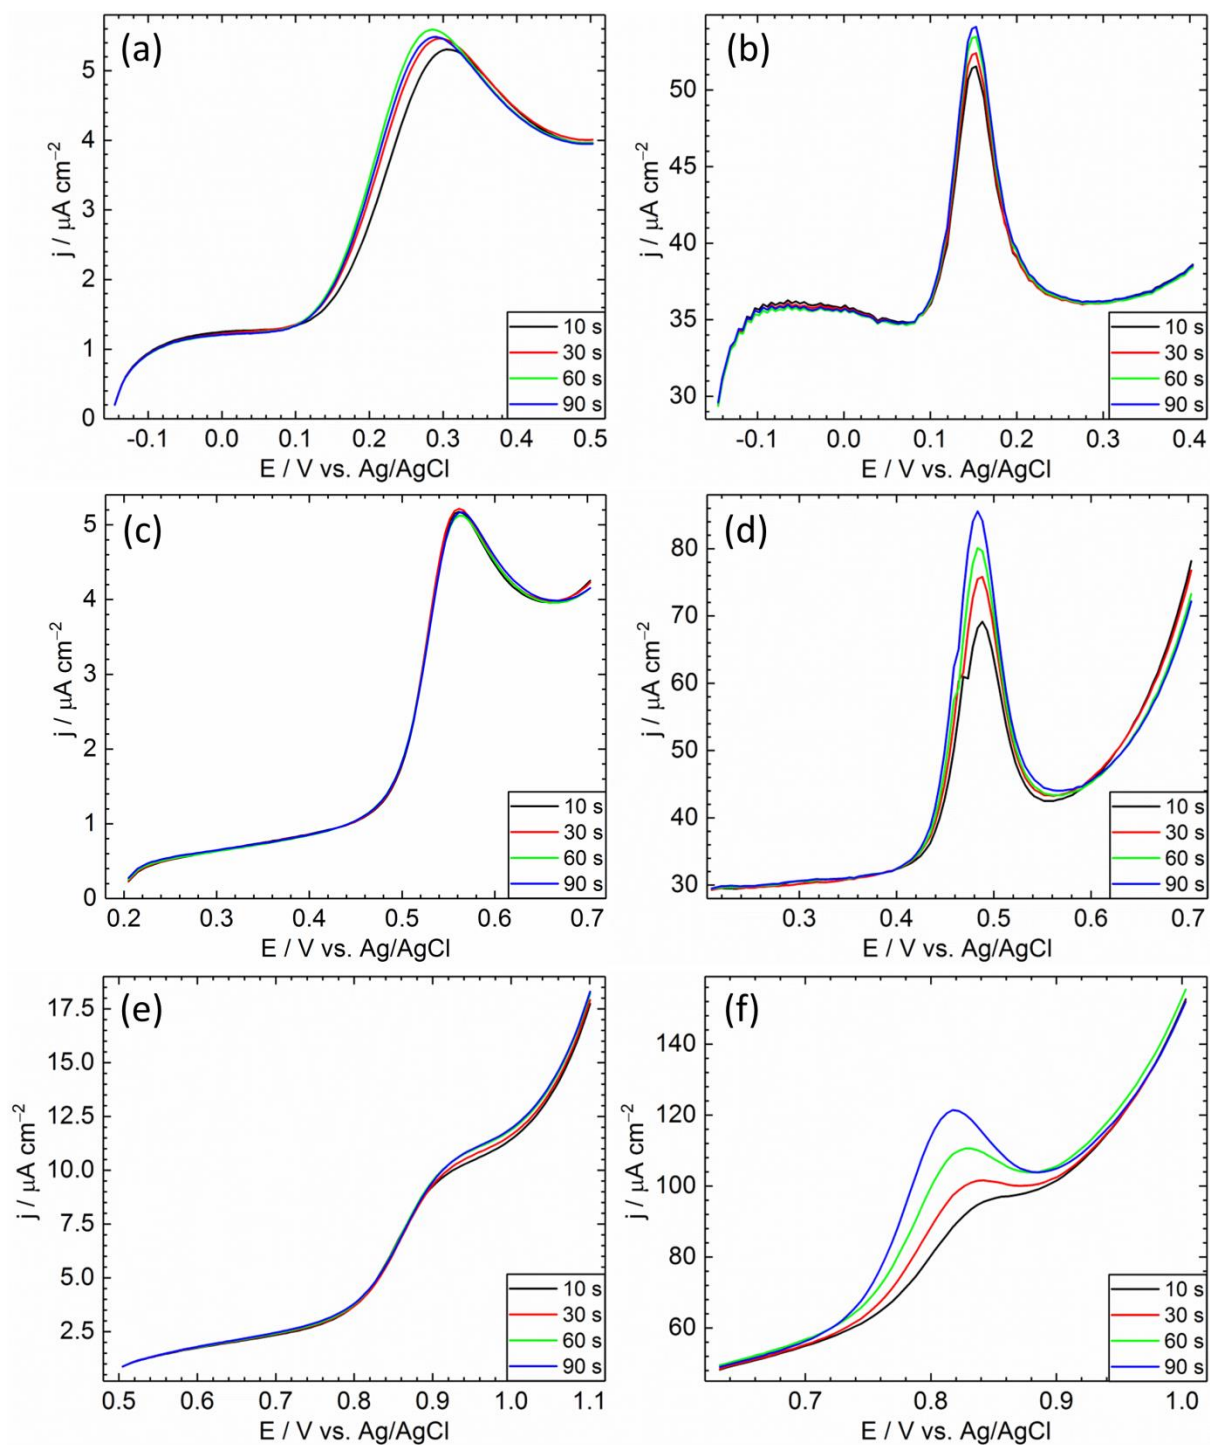 (a)
5
4
3
2
1
0
j / μA cm⁻²
-0.1 0.0 0.1 0.2 0.3 0.4 0.5
E / V vs. Ag/AgCl
10 s
30 s
60 s
90 s
(b)
50
45
40
35
30
j / μA cm⁻²
-0.1 0.0 0.1 0.2 0.3 0.4
E / V vs. Ag/AgCl
10 s
30 s
60 s
90 s
(c)
5
4
3
2
1
0
j / μA cm⁻²
0.2 0.3 0.4 0.5 0.6 0.7
E / V vs. Ag/AgCl
10 s
30 s
60 s
90 s
(d)
80
70
60
50
40
30
j / μA cm⁻²
0.3 0.4 0.5 0.6 0.7
E / V vs. Ag/AgCl
10 s
30 s
60 s
90 s
(e)
17.5
15.0
12.5
10.0
7.5
5.0
2.5
j / μA cm⁻²
0.5 0.6 0.7 0.8 0.9 1.0 1.1
E / V vs. Ag/AgCl
10 s
30 s
60 s
90 s
(f)
140
120
100
80
60
j / μA cm⁻²
0.7 0.8 0.9 1.0
E / V vs. Ag/AgCl
10 s
30 s
60 s
90 s